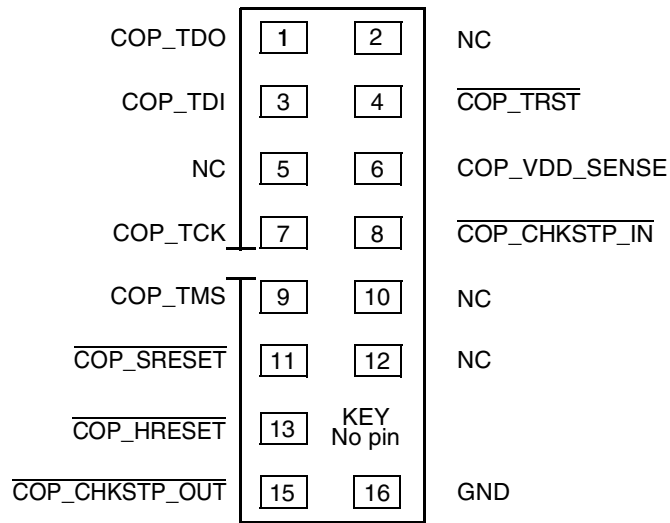 COP_TDO 1 2 NC
COP_TDI 3 4 COP_TRST
NC 5 6 COP_VDD_SENSE
COP_TCK 7 8 COP_CHKSTP_IN
COP_TMS 9 10 NC
COP_SRESET 11 12 NC
COP_HRESET 13 KEY
No pin
COP_CHKSTP_OUT 15 16 GND